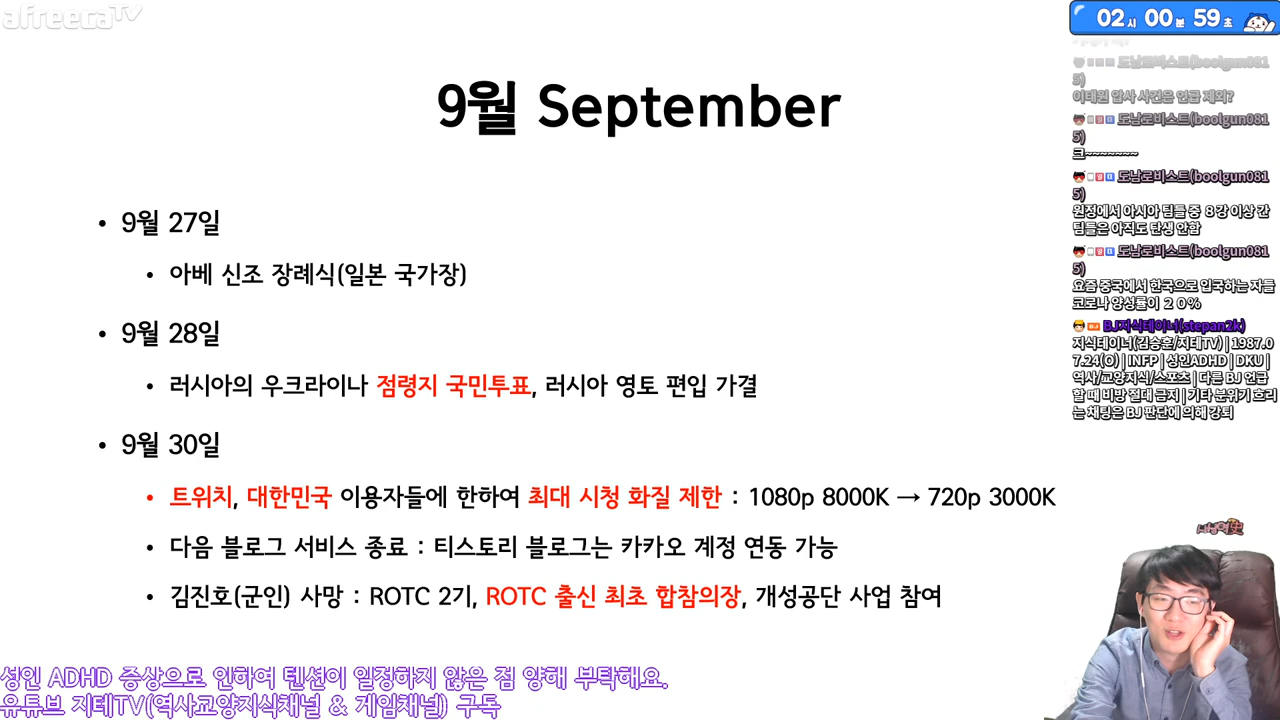 afreecaTV
02시 00분 59초
도남로비스트(boolgun081
5)
이태원 압사 사건은 언급 제외?
도남로비스트(boolgun081
5)
크~~~~~~~
도남로비스트(boolgun081
5)
원정에서 아시아 팀들 중 8강 이상 간
팀들은 아직도 탄생 안함
도남로비스트(boolgun081
5)
요즘 중국에서 한국으로 입국하는 자들
코로나 양성률이 20%
BJ지식테이너(stepan2k)
지식테이너(김승훈/지테TV) | 1987.0
7.24(O) | INFP | 성인ADHD | DKU |
역사/교양지식/스포츠 | 다른 BJ 언급
할 때 비방 절대 금지 | 기타 분위기 흐리
는 채팅은 BJ 판단에 의해 강퇴
9월 September
• 9월 27일
• 아베 신조 장례식(일본 국가장)
• 9월 28일
• 러시아의 우크라이나 점령지 국민투표, 러시아 영토 편입 가결
• 9월 30일
• 트위치, 대한민국 이용자들에 한하여 최대 시청 화질 제한 : 1080p 8000K → 720p 3000K
• 다음 블로그 서비스 종료 : 티스토리 블로그는 카카오 계정 연동 가능
• 김진호(군인) 사망 : ROTC 2기, ROTC 출신 최초 합참의장, 개성공단 사업 참여
성인 ADHD 증상으로 인하여 텐션이 일정하지 않은 점 양해 부탁해요.
유튜브 지테TV(역사교양지식채널 & 게임채널) 구독